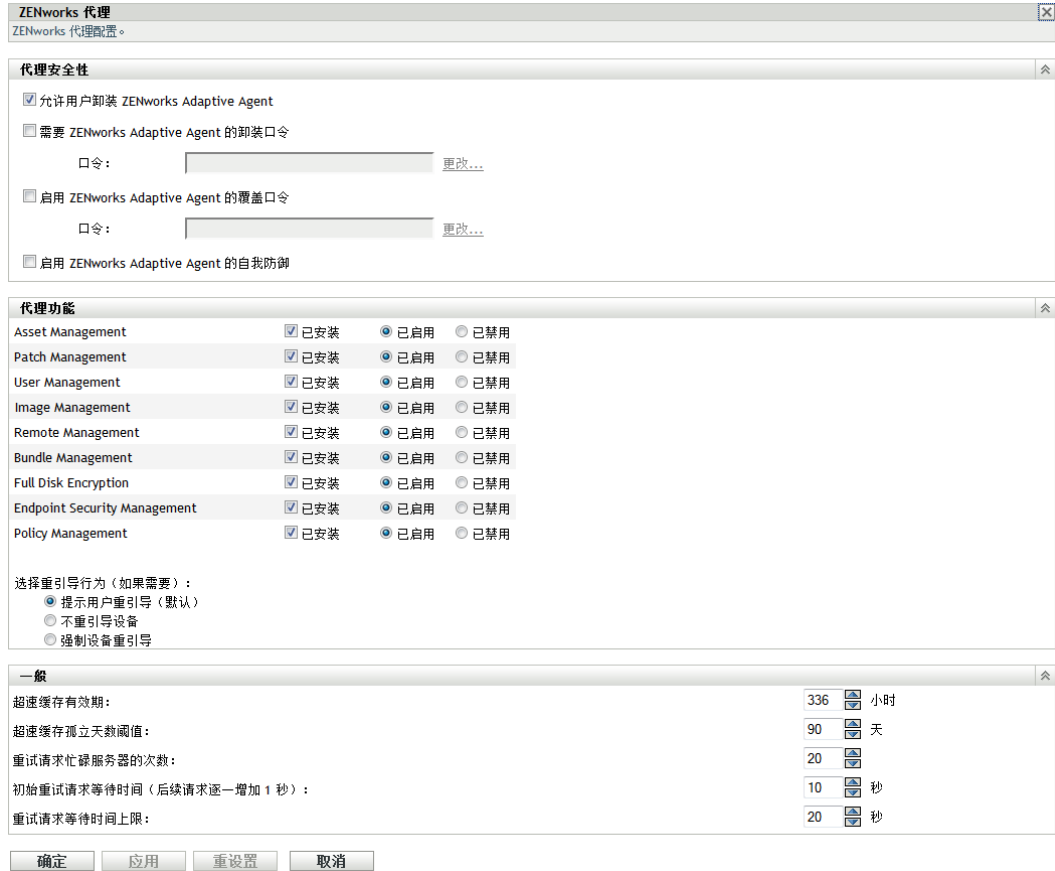 ZENworks 代理
ZENworks 代理配置。
代理安全性
允许用户卸装 ZENworks Adaptive Agent
需要 ZENworks Adaptive Agent 的卸装口令
口令： 更改...
启用 ZENworks Adaptive Agent 的覆盖口令
口令： 更改...
启用 ZENworks Adaptive Agent 的自我防御
代理功能
Asset Management 已安装 已启用 已禁用
Patch Management 已安装 已启用 已禁用
User Management 已安装 已启用 已禁用
Image Management 已安装 已启用 已禁用
Remote Management 已安装 已启用 已禁用
Bundle Management 已安装 已启用 已禁用
Full Disk Encryption 已安装 已启用 已禁用
Endpoint Security Management 已安装 已启用 已禁用
Policy Management 已安装 已启用 已禁用
选择重引导行为（如果需要）：
提示用户重引导（默认）
不重引导设备
强制设备重引导
一般
超速缓存有效期： 336 小时
超速缓存孤立天数阈值： 90 天
重试请求忙碌服务器的次数： 20
初始重试请求等待时间（后续请求逐一增加 1 秒）： 10 秒
重试请求等待时间上限： 20 秒
确定 应用 重设置 取消